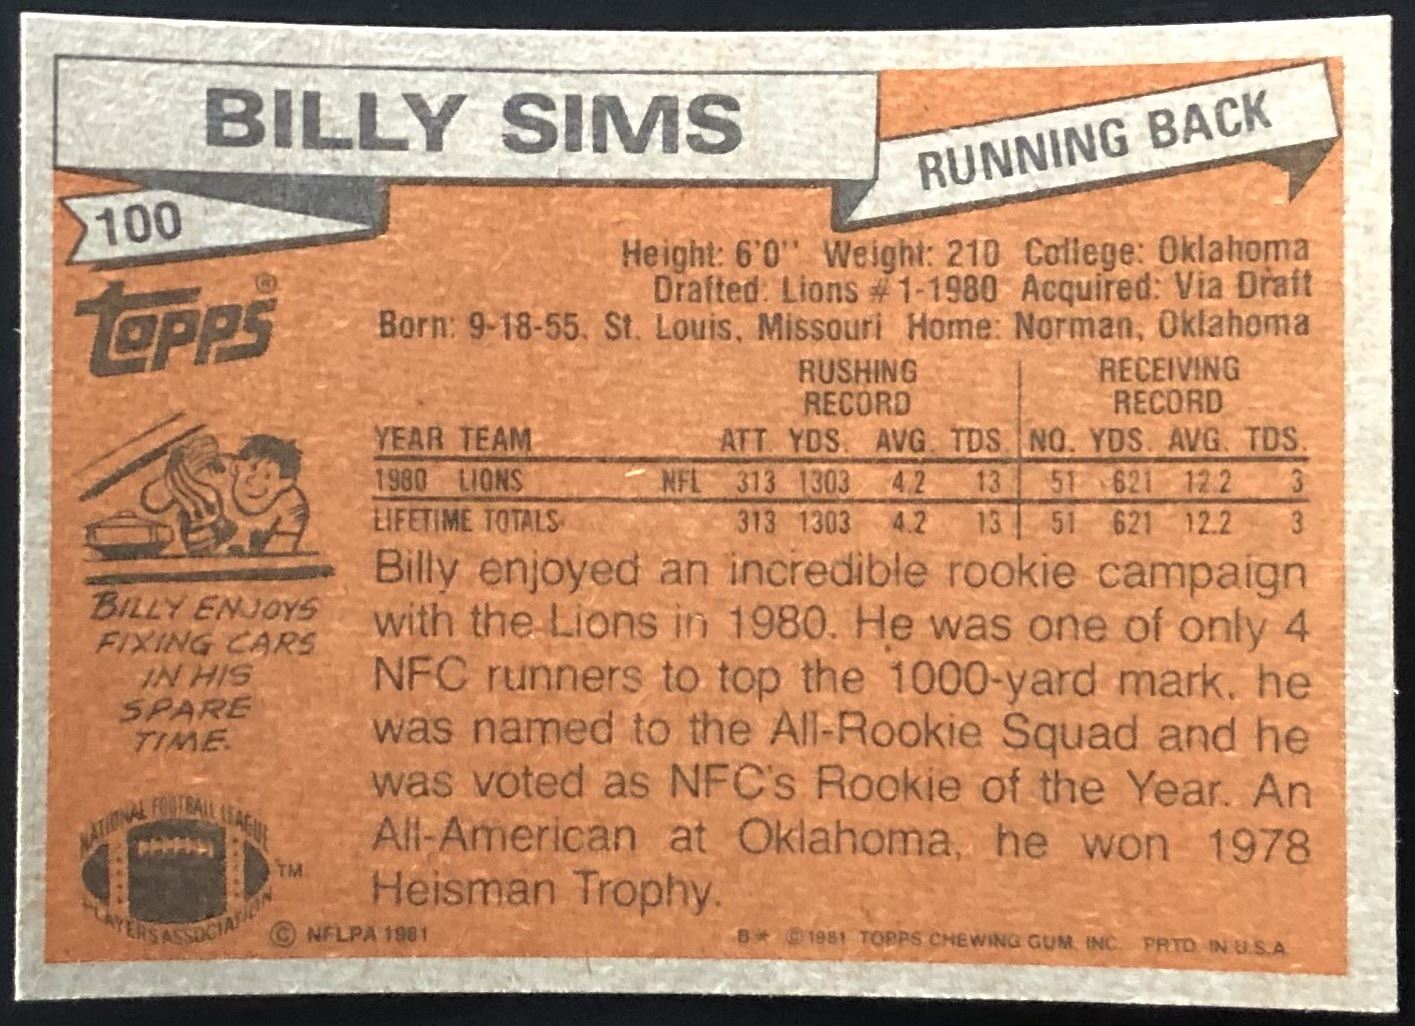 BILLY SIMS
RUNNING BACK
100
TOPPS®
Height: 6'0" Weight: 210 College: Oklahoma
Drafted: Lions #1-1980 Acquired: Via Draft
Born: 9-18-55, St. Louis, Missouri Home: Norman, Oklahoma
RUSHING RECEIVING
RECORD RECORD
YEAR TEAM ATT. YDS. AVG. TDS. NO. YDS. AVG. TDS.
1980 LIONS NFL 313 1303 4.2 13 51 621 12.2 3
LIFETIME TOTALS 313 1303 4.2 13 51 621 12.2 3
Billy enjoyed an incredible rookie campaign
with the Lions in 1980. He was one of only 4
NFC runners to top the 1000-yard mark, he
was named to the All-Rookie Squad and he
was voted as NFC's Rookie of the Year. An
All-American at Oklahoma, he won 1978
Heisman Trophy.
BILLY ENJOYS
FIXING CARS
IN HIS
SPARE
TIME.
NATIONAL FOOTBALL LEAGUE
PLAYERS ASSOCIATION
TM
© NFLPA 1981
B* ©1981 TOPPS CHEWING GUM, INC. PRTD. IN U.S.A.